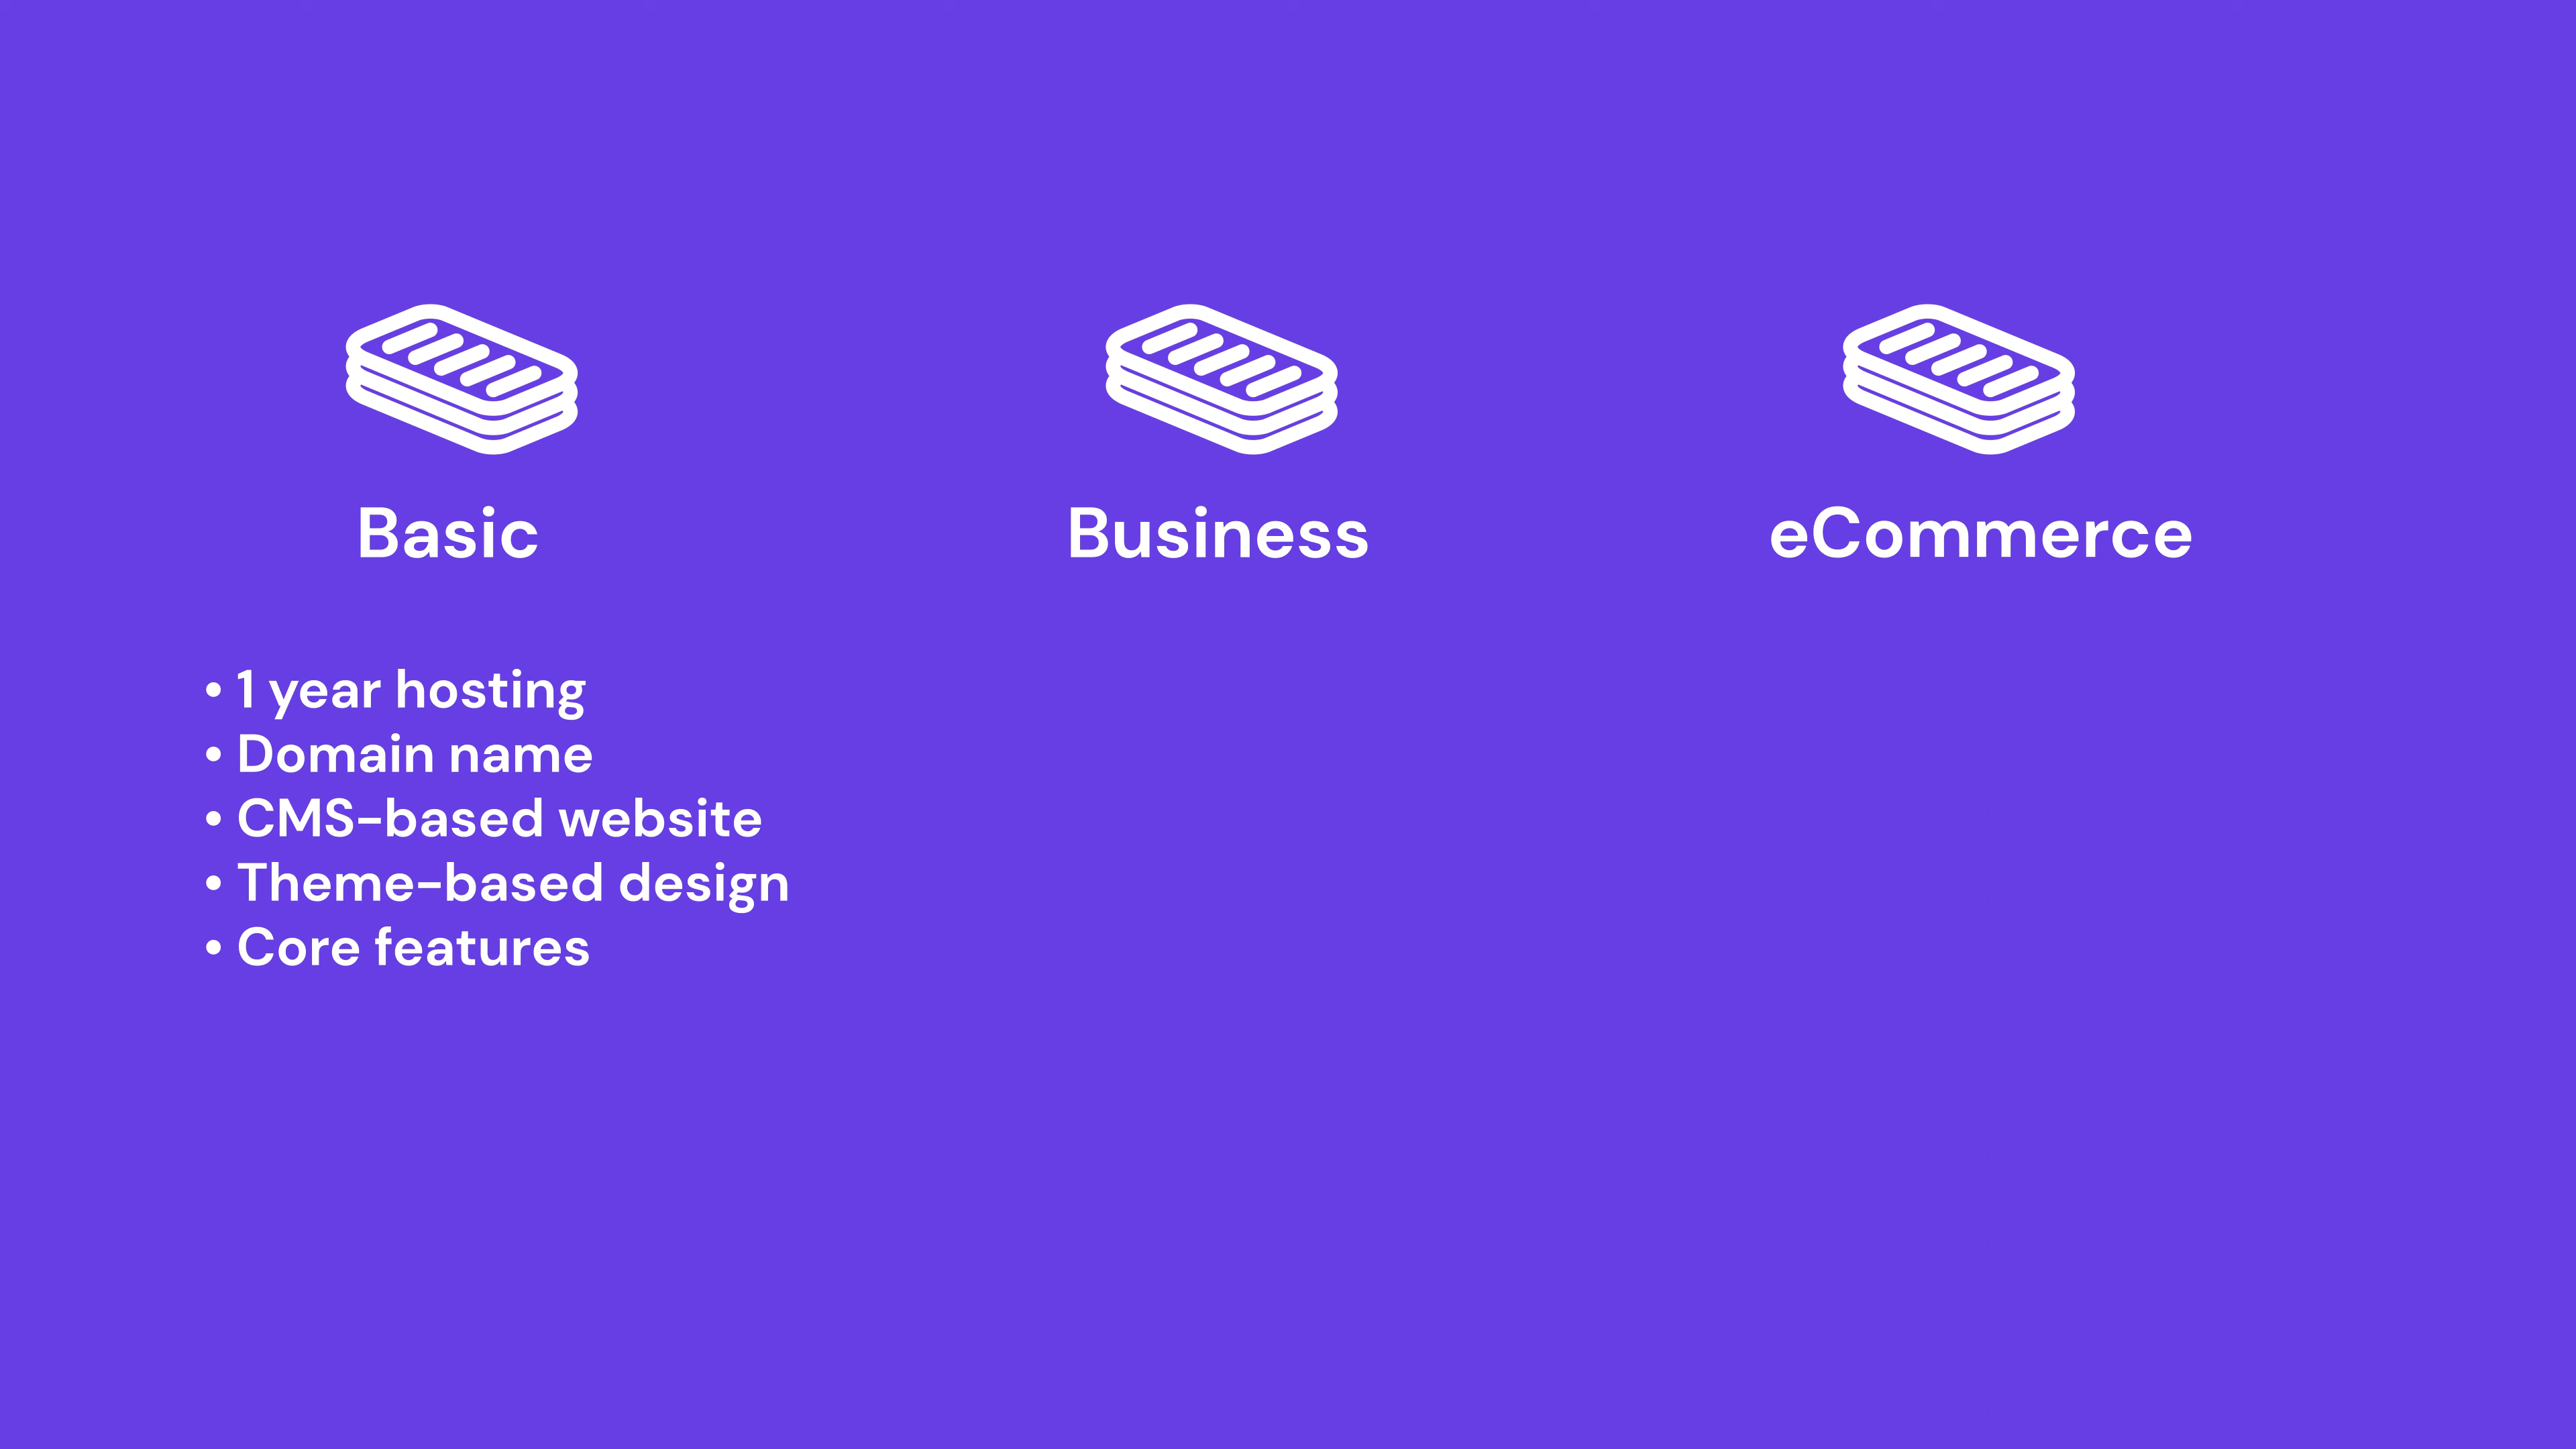 Basic
Business
eCommerce
• 1 year hosting
• Domain name
• CMS-based website
• Theme-based design
• Core features